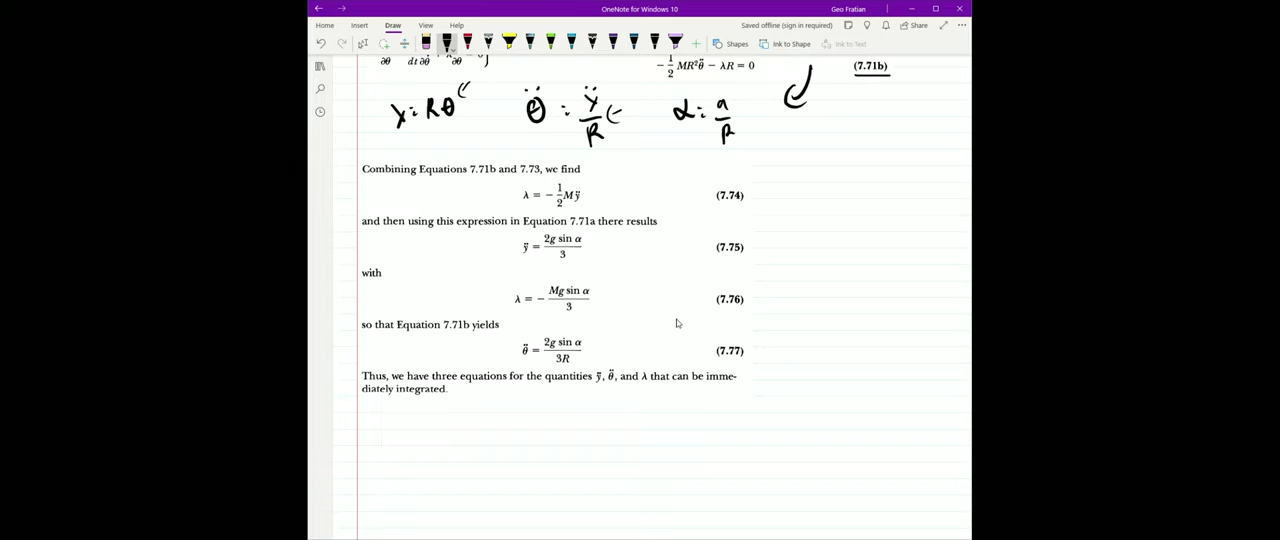 OneNote for Windows 10
Geo Fratian
Home Insert Draw View Help
Saved offline (sign in required)
Share
Shapes
Ink to Shape
Ink to Text
∂θ dt ∂θ̇ ∂θ
− 1/2 MR²θ̈ − λR = 0 (7.71b)
y = Rθ θ̈ = ÿ/R α = a/R
Combining Equations 7.71b and 7.73, we find
λ = − 1/2 Mÿ (7.74)
and then using this expression in Equation 7.71a there results
ÿ = 2g sin α / 3 (7.75)
with
λ = − Mg sin α / 3 (7.76)
so that Equation 7.71b yields
θ̈ = 2g sin α / 3R (7.77)
Thus, we have three equations for the quantities ÿ, θ̈, and λ that can be imme-
diately integrated.